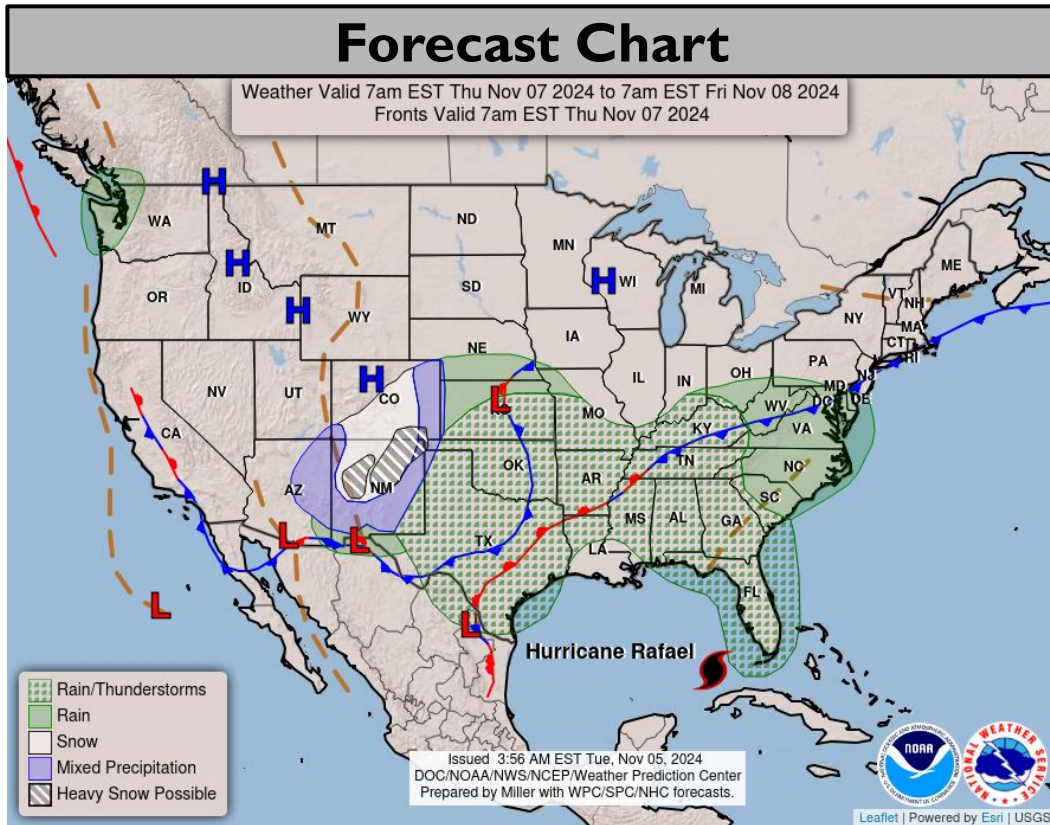 Forecast Chart
Weather Valid 7am EST Thu Nov 07 2024 to 7am EST Fri Nov 08 2024
Fronts Valid 7am EST Thu Nov 07 2024
H
WA
MT
ND
MN
ME
H
ID
OR
WY
SD
H
WI
MI
VT
NH
NY
MA
CT
RI
H
NE
IA
PA
NJ
NV
UT
H
CO
L
IL
IN
OH
MD
DE
DC
WV
VA
MO
KY
CA
AZ
NM
OK
AR
TN
NC
SC
MS
AL
GA
L
L
TX
LA
FL
L
L
Hurricane Rafael
Rain/Thunderstorms
Rain
Snow
Mixed Precipitation
Heavy Snow Possible
Issued 3:56 AM EST Tue, Nov 05, 2024
DOC/NOAA/NWS/NCEP/Weather Prediction Center
Prepared by Miller with WPC/SPC/NHC forecasts.
NOAA
NATIONAL WEATHER SERVICE
Leaflet | Powered by Esri | USGS